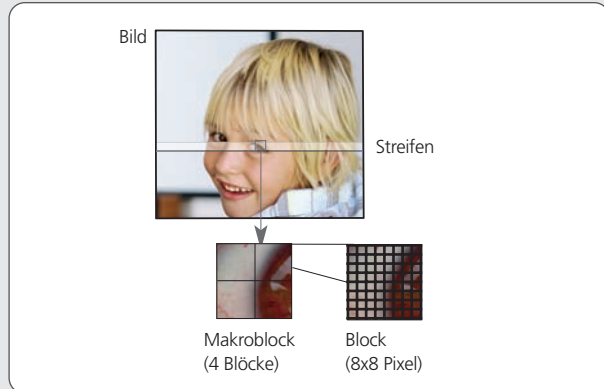 Bild
Streifen
Makroblock
(4 Blöcke)
Block
(8x8 Pixel)